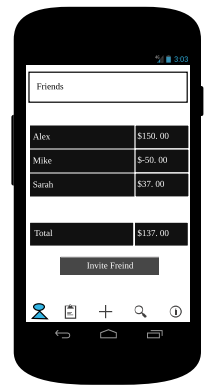 3:03
Friends
Alex $150. 00
Mike $-50. 00
Sarah $37. 00
Total $137. 00
Invite Freind